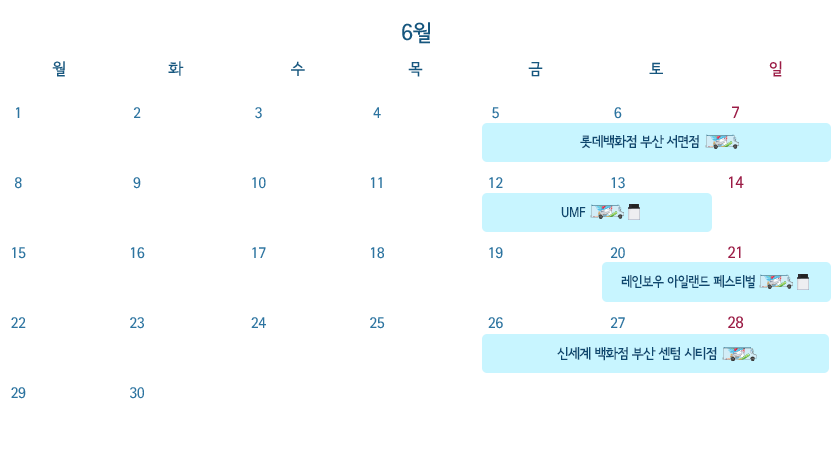 6월
월 화 수 목 금 토 일
1 2 3 4 5 6 7
롯데백화점 부산 서면점
8 9 10 11 12 13 14
UMF
15 16 17 18 19 20 21
레인보우 아일랜드 페스티벌
22 23 24 25 26 27 28
신세계 백화점 부산 센텀 시티점
29 30